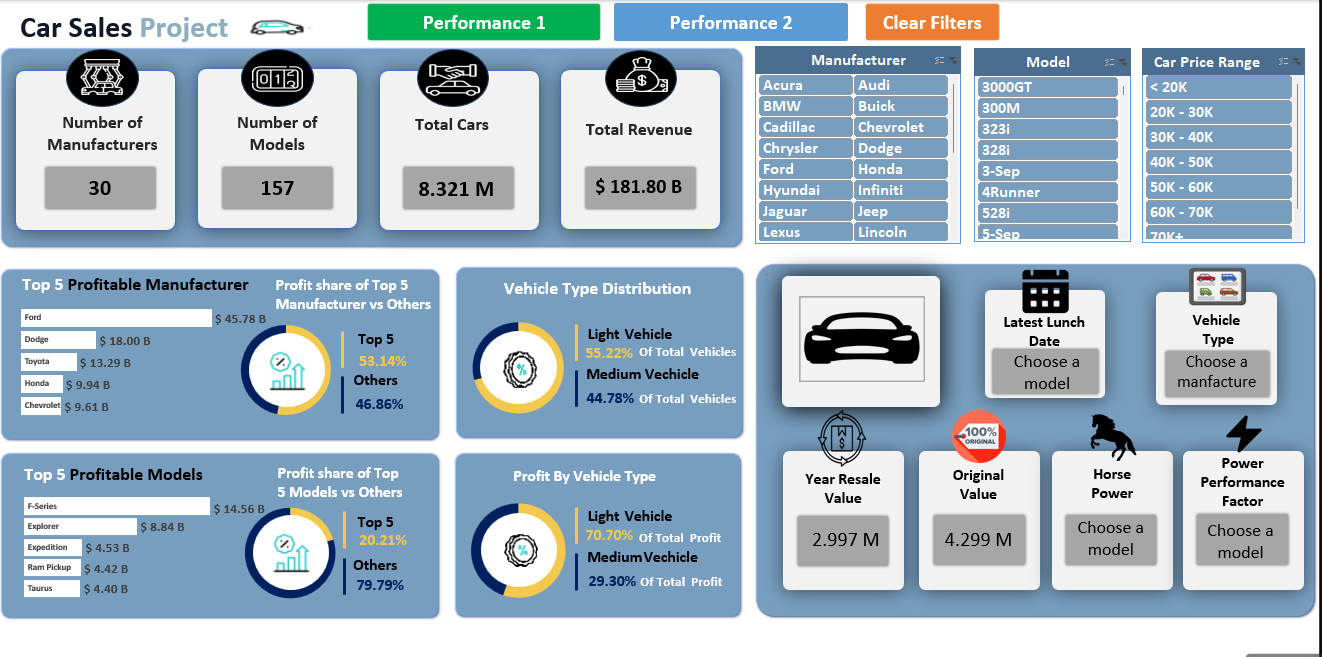 Car Sales Project
Performance 1
Performance 2
Clear Filters
Number of
Manufacturers
30
Number of
Models
157
Total Cars
8.321 M
Total Revenue
$ 181.80 B
Manufacturer
Acura
Audi
BMW
Buick
Cadillac
Chevrolet
Chrysler
Dodge
Ford
Honda
Hyundai
Infiniti
Jaguar
Jeep
Lexus
Lincoln
Model
3000GT
300M
323i
328i
3-Sep
4Runner
528i
5-Sep
Car Price Range
< 20K
20K - 30K
30K - 40K
40K - 50K
50K - 60K
60K - 70K
70K+
Top 5 Profitable Manufacturer
Ford $ 45.78 B
Dodge $ 18.00 B
Toyota $ 13.29 B
Honda $ 9.94 B
Chevrolet $ 9.61 B
Profit share of Top 5
Manufacturer vs Others
Top 5
53.14%
Others
46.86%
Vehicle Type Distribution
Light Vehicle
55.22% Of Total Vehicles
Medium Vechicle
44.78% Of Total Vehicles
Top 5 Profitable Models
F-Series $ 14.56 B
Explorer $ 8.84 B
Expedition $ 4.53 B
Ram Pickup $ 4.42 B
Taurus $ 4.40 B
Profit share of Top
5 Models vs Others
Top 5
20.21%
Others
79.79%
Profit By Vehicle Type
Light Vehicle
70.70% Of Total Profit
Medium Vechicle
29.30% Of Total Profit
Latest Lunch
Date
Choose a
model
Vehicle
Type
Choose a
manfacture
W
$
Year Resale
Value
2.997 M
100%
ORIGINAL
Original
Value
4.299 M
Horse
Power
Choose a
model
Power
Performance
Factor
Choose a
model